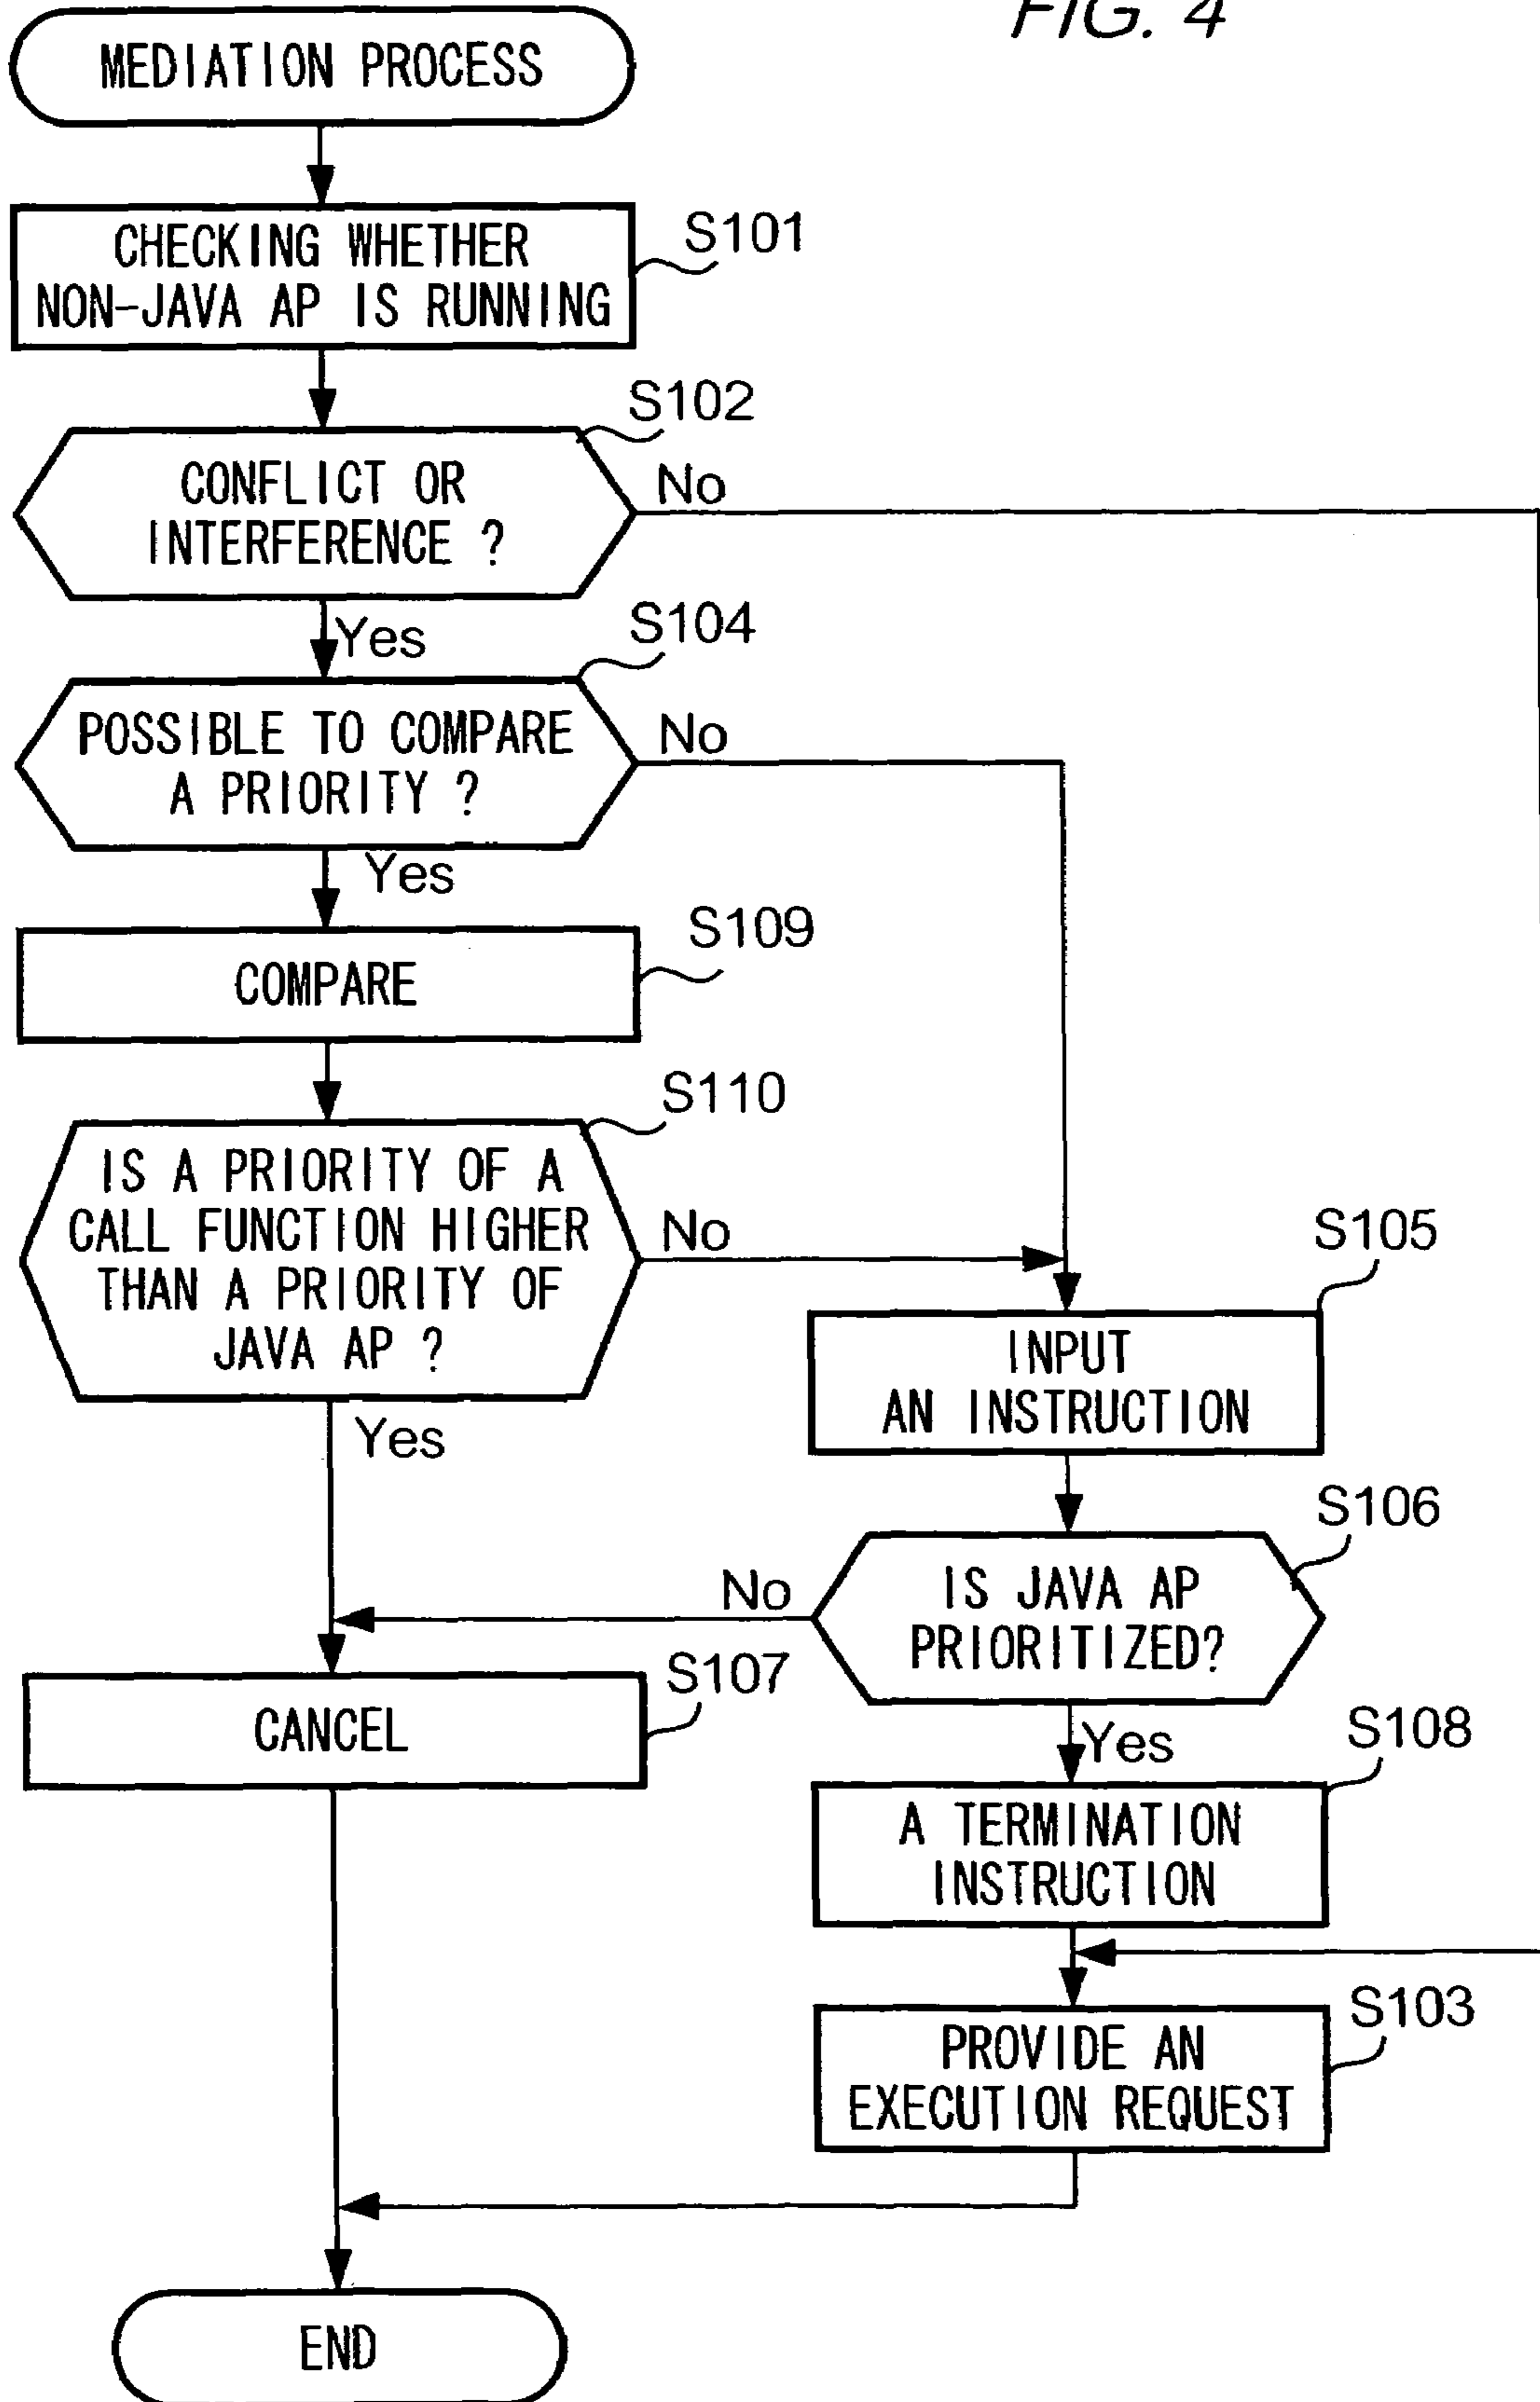 FIG. 4
MEDIATION PROCESS
CHECKING WHETHER
NON-JAVA AP IS RUNNING
S101
S102
CONFLICT OR
INTERFERENCE ?
No
Yes
S104
POSSIBLE TO COMPARE
A PRIORITY ?
No
Yes
S109
COMPARE
S110
IS A PRIORITY OF A
CALL FUNCTION HIGHER
THAN A PRIORITY OF
JAVA AP ?
No
Yes
S105
INPUT
AN INSTRUCTION
S106
IS JAVA AP
PRIORITIZED?
No
Yes
S107
CANCEL
S108
A TERMINATION
INSTRUCTION
S103
PROVIDE AN
EXECUTION REQUEST
END